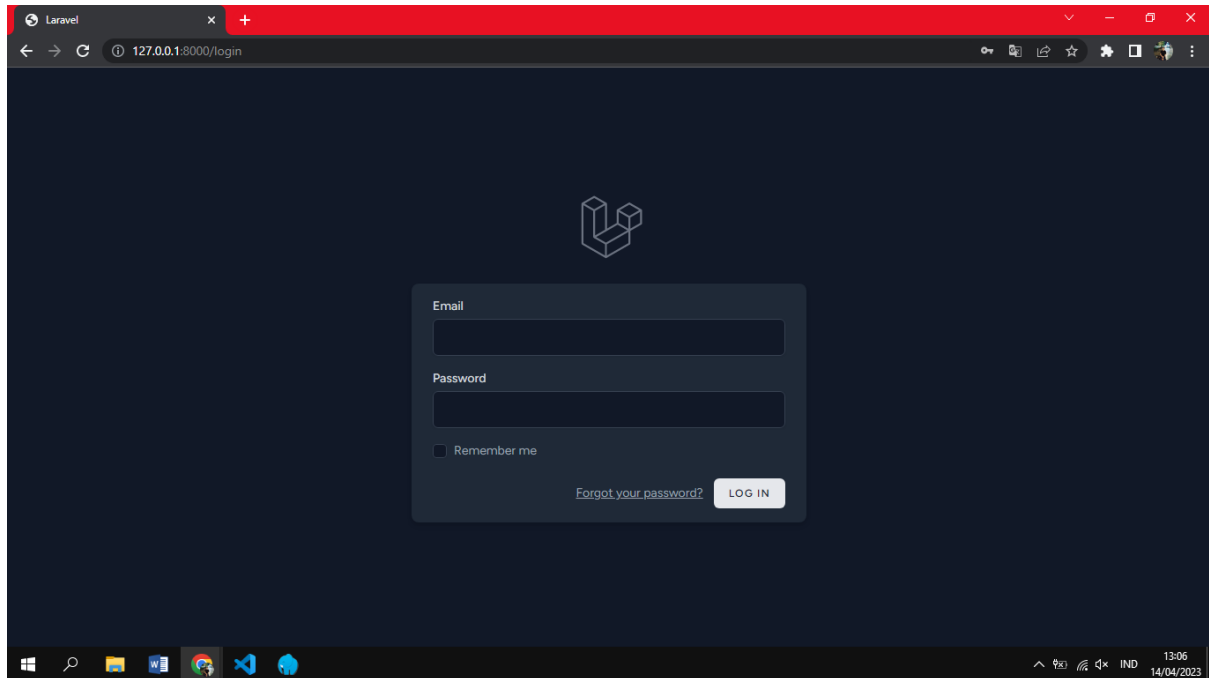 Laravel
127.0.0.1:8000/login
Email
Password
Remember me
Forgot your password? LOG IN
IND
13:06
14/04/2023